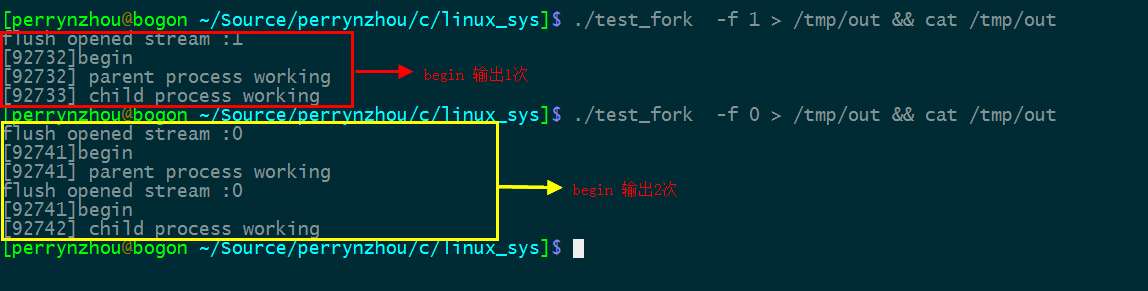 [perrynzhou@bogon ~/Source/perrynzhou/c/linux_sys]$ ./test_fork  -f 1 > /tmp/out && cat /tmp/out
flush opened stream :1
[92732]begin
[92732] parent process working
begin 输出1次
[92733] child process working
[perrynzhou@bogon ~/Source/perrynzhou/c/linux_sys]$ ./test_fork  -f 0 > /tmp/out && cat /tmp/out
flush opened stream :0
[92741]begin
[92741] parent process working
flush opened stream :0
begin 输出2次
[92741]begin
[92742] child process working
[perrynzhou@bogon ~/Source/perrynzhou/c/linux_sys]$